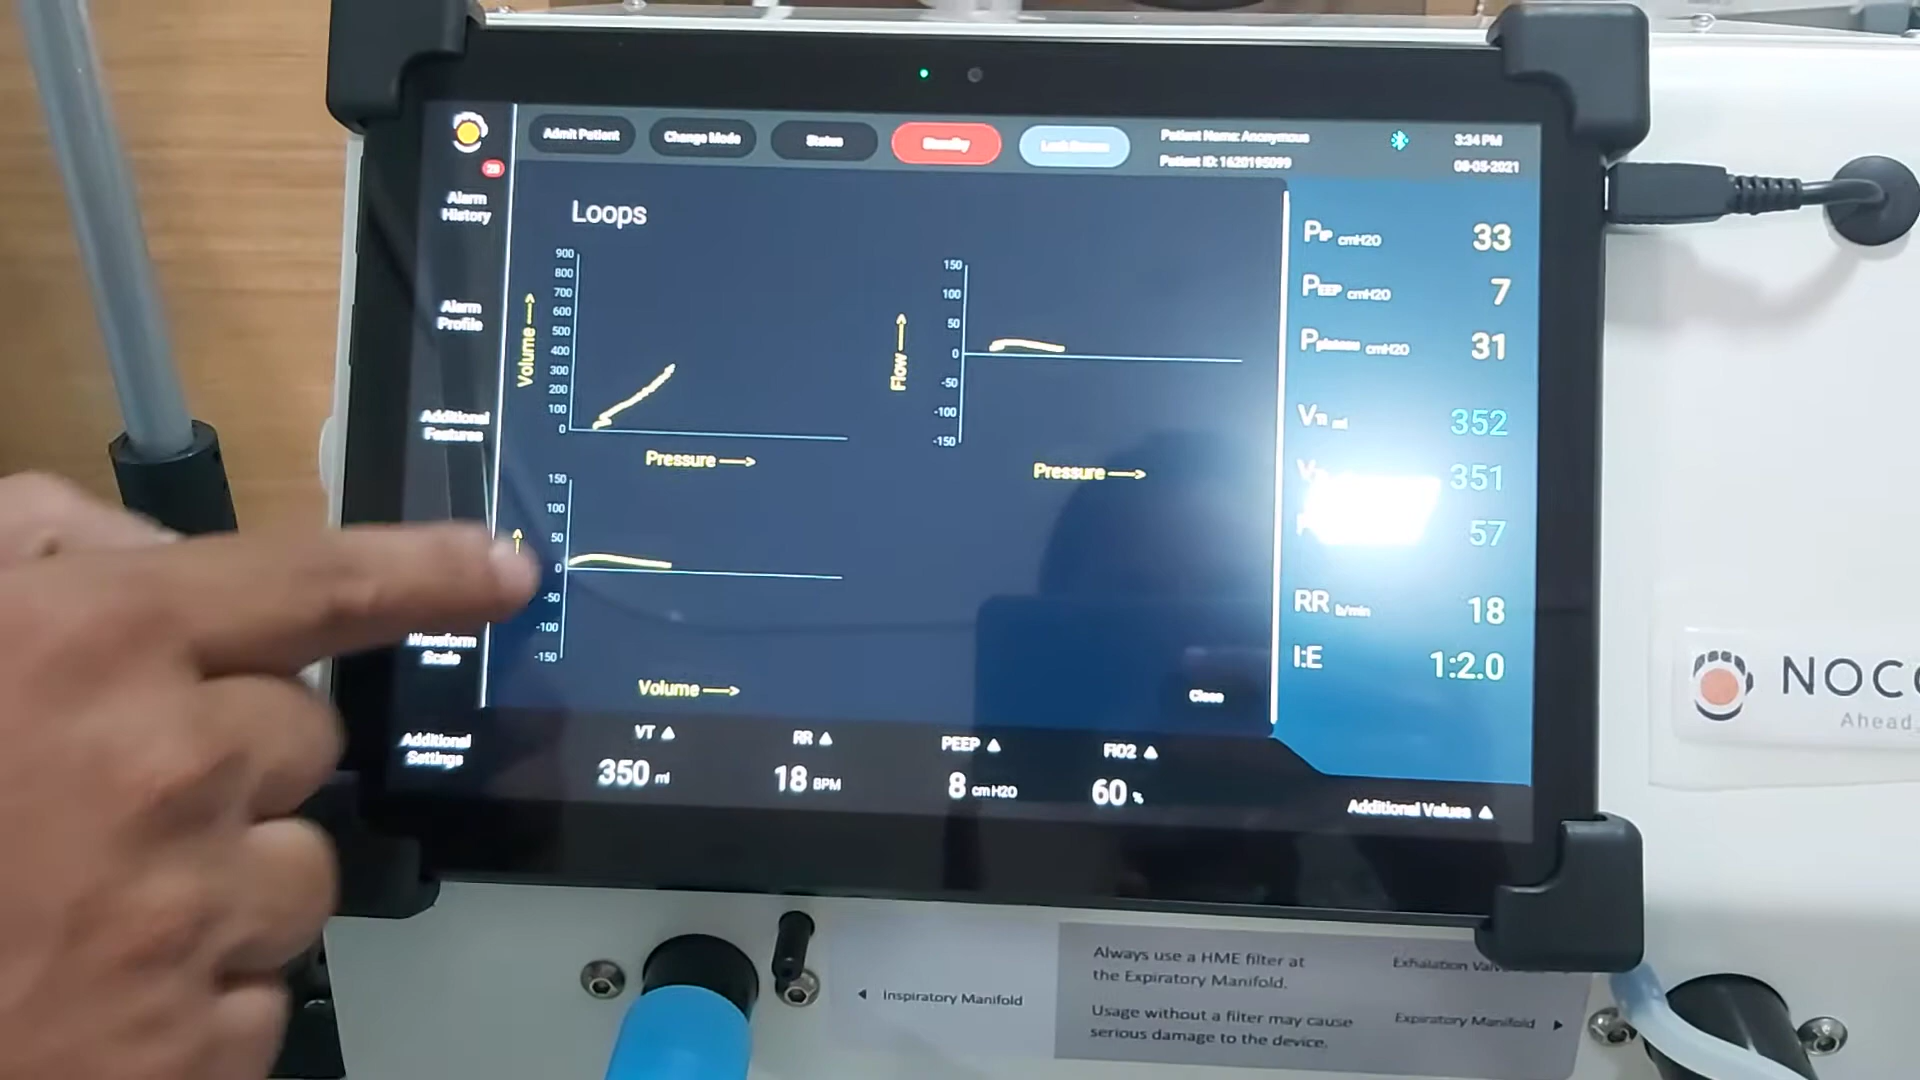 Admit Patient
Change Mode
Status
Standby
Lock Screen
Patient Name: Anonymous
Patient ID: 1620195099
3:34 PM
08-05-2021
Alarm
History
Alarm
Profile
Additional
Features
Waveform
Scale
Additional
Settings
Loops
900
800
700
600
500
400
300
200
100
0
Volume
Pressure
150
100
50
0
-50
-100
-150
Flow
Pressure
150
100
50
0
-50
-100
-150
Volume
Close
PIP cmH2O 33
PEEP cmH2O 7
Pplateau cmH2O 31
VTi ml 352
351
57
RR b/min 18
I:E 1:2.0
VT
350 ml
RR
18 BPM
PEEP
8 cmH2O
FIO2
60 %
Additional Values
NOCC
Ahead
Inspiratory Manifold
Always use a HME filter at
the Expiratory Manifold.
Usage without a filter may cause
serious damage to the device.
Exhalation
Expiratory Manifold